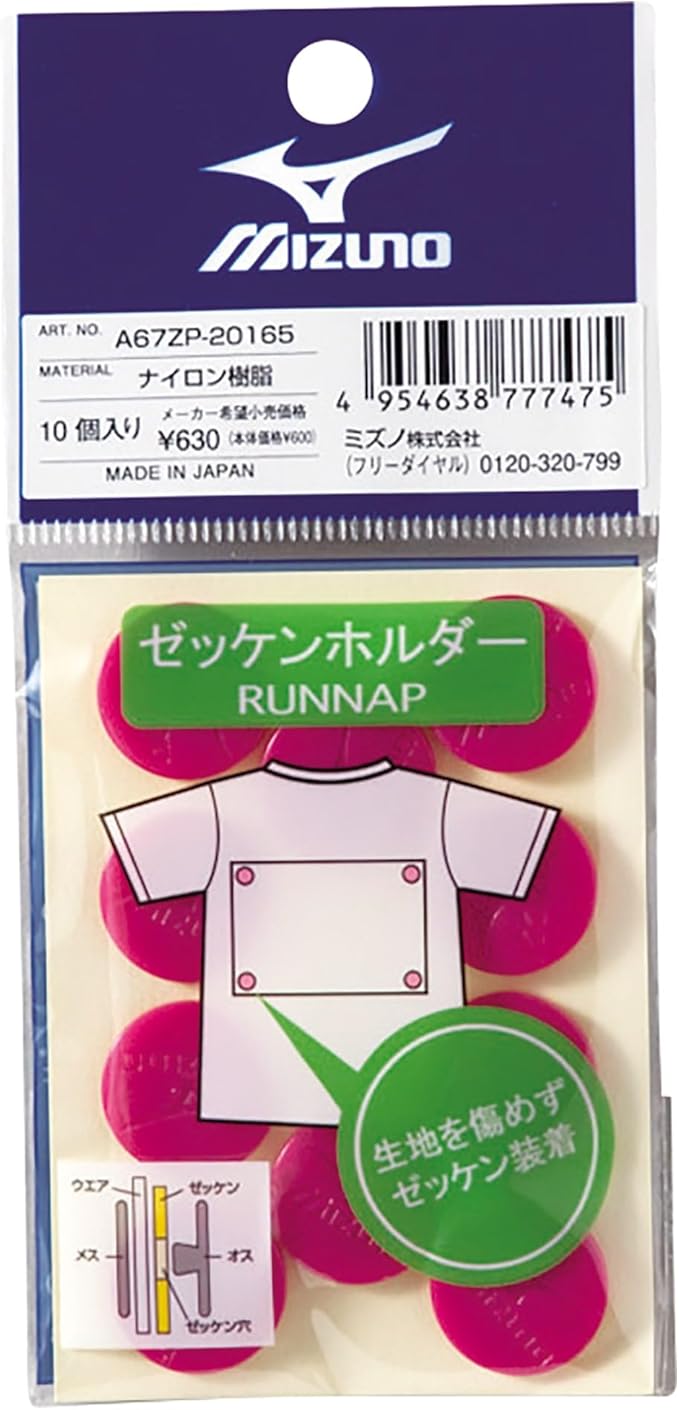 MIZUNO
ART. NO. A67ZP-20165
MATERIAL ナイロン樹脂
10個入り メーカー希望小売価格
¥630 (本体価格¥600)
MADE IN JAPAN
4 954638 777475
ミズノ株式会社
(フリーダイヤル) 0120-320-799
ゼッケンホルダー
RUNNAP
生地を傷めず
ゼッケン装着
ウエア
ゼッケン
メス
オス
ゼッケン穴